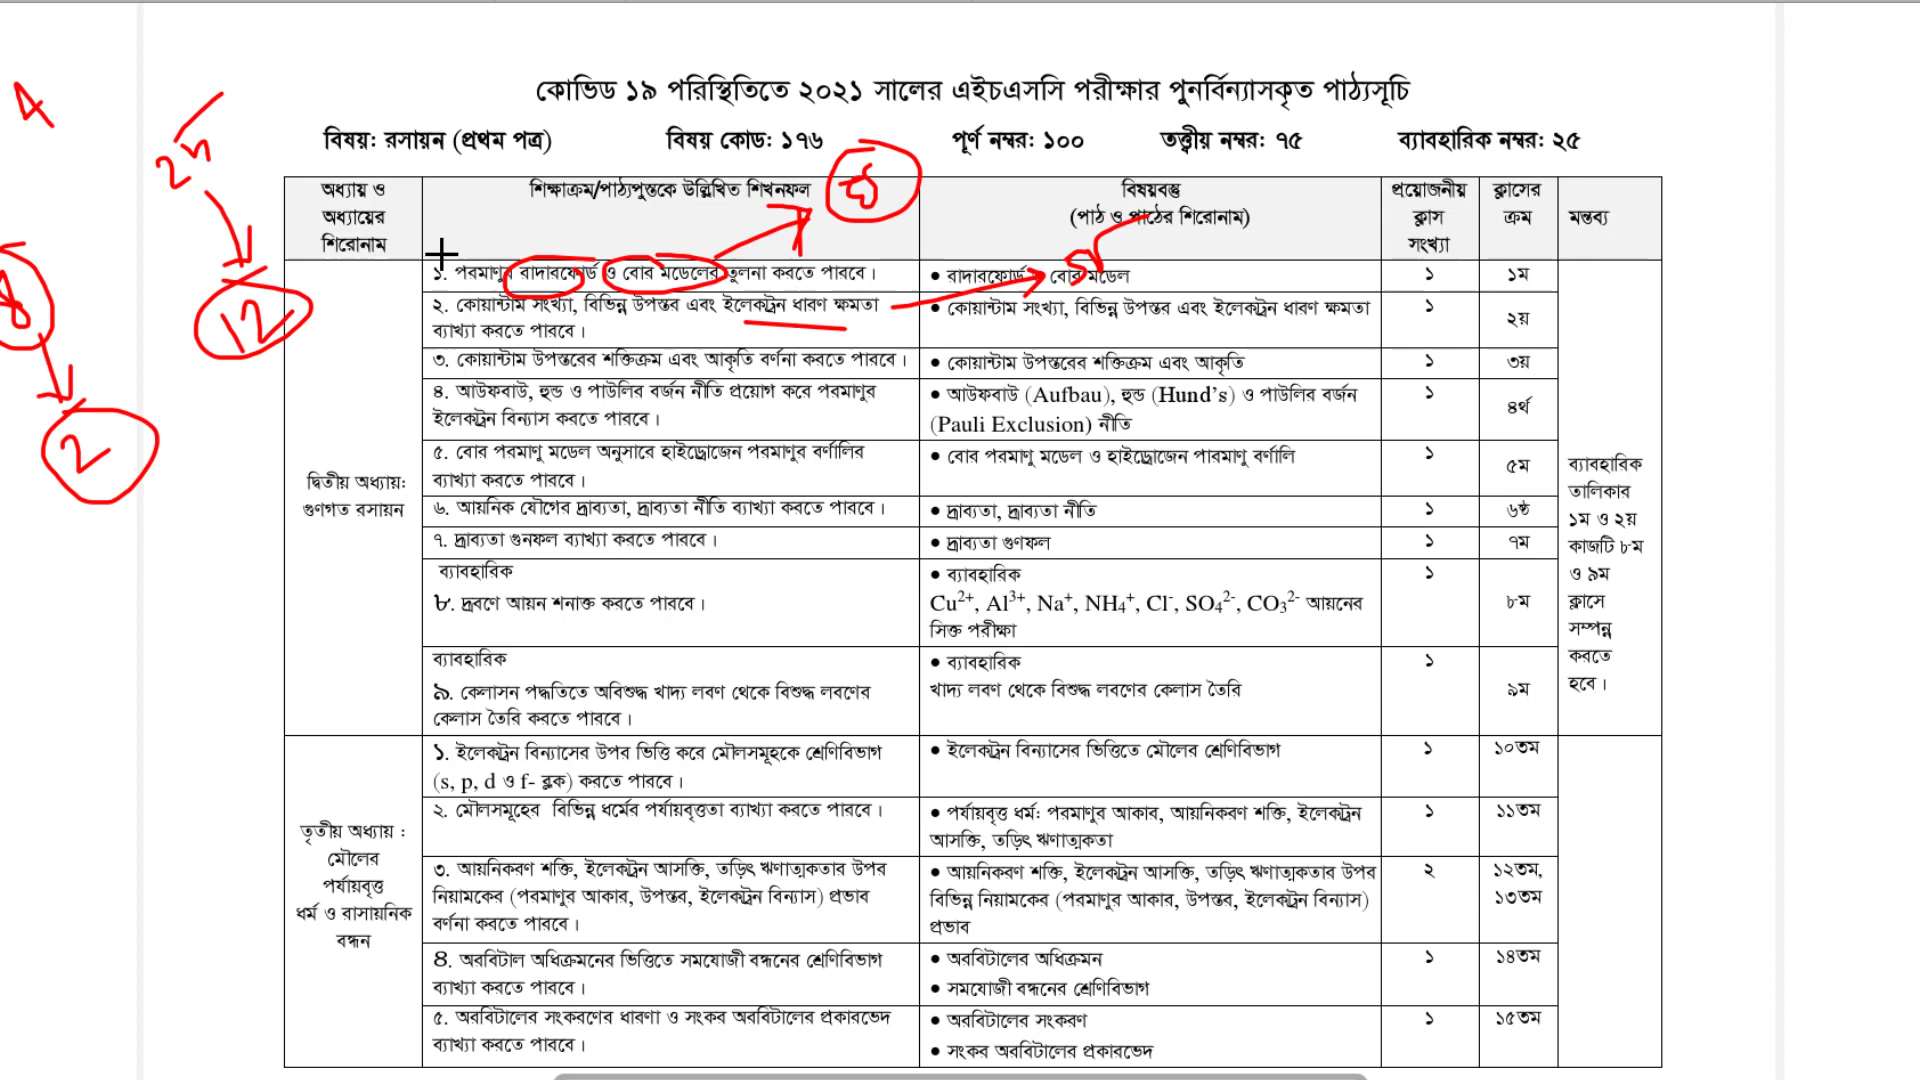 কোভিড ১৯ পরিস্থিতিতে ২০২১ সালের এইচএসসি পরীক্ষার পুনর্বিন্যাসকৃত পাঠ্যসূচি
বিষয়: রসায়ন (প্রথম পত্র) বিষয় কোড: ১৭৬ পূর্ণ নম্বর: ১০০ তত্ত্বীয় নম্বর: ৭৫ ব্যাবহারিক নম্বর: ২৫
অধ্যায় ও
অধ্যায়ের
শিরোনাম
শিক্ষাক্রম/পাঠ্যপুস্তকে উল্লিখিত শিখনফল
বিষয়বস্তু
(পাঠ ও পাঠের শিরোনাম)
প্রয়োজনীয়
ক্লাস
সংখ্যা
ক্লাসের
ক্রম
মন্তব্য
দ্বিতীয় অধ্যায়:
গুণগত রসায়ন
১. পরমাণুর রাদারফোর্ড ও বোর মডেলের তুলনা করতে পারবে।
• রাদারফোর্ড ও বোর মডেল
১
১ম
২. কোয়ান্টাম সংখ্যা, বিভিন্ন উপস্তর এবং ইলেকট্রন ধারণ ক্ষমতা
ব্যাখ্যা করতে পারবে।
• কোয়ান্টাম সংখ্যা, বিভিন্ন উপস্তর এবং ইলেকট্রন ধারণ ক্ষমতা
১
২য়
৩. কোয়ান্টাম উপস্তরের শক্তিক্রম এবং আকৃতি বর্ণনা করতে পারবে।
• কোয়ান্টাম উপস্তরের শক্তিক্রম এবং আকৃতি
১
৩য়
৪. আউফবাউ, হুন্ড ও পাউলির বর্জন নীতি প্রয়োগ করে পরমাণুর
ইলেকট্রন বিন্যাস করতে পারবে।
• আউফবাউ (Aufbau), হুন্ড (Hund's) ও পাউলির বর্জন
(Pauli Exclusion) নীতি
১
৪র্থ
৫. বোর পরমাণু মডেল অনুসারে হাইড্রোজেন পরমাণুর বর্ণালির
ব্যাখ্যা করতে পারবে।
• বোর পরমাণু মডেল ও হাইড্রোজেন পারমাণু বর্ণালি
১
৫ম
৬. আয়নিক যৌগের দ্রাব্যতা, দ্রাব্যতা নীতি ব্যাখ্যা করতে পারবে।
• দ্রাব্যতা, দ্রাব্যতা নীতি
১
৬ষ্ঠ
৭. দ্রাব্যতা গুনফল ব্যাখ্যা করতে পারবে।
• দ্রাব্যতা গুণফল
১
৭ম
ব্যাবহারিক
৮. দ্রবণে আয়ন শনাক্ত করতে পারবে।
• ব্যাবহারিক
Cu²⁺, Al³⁺, Na⁺, NH₄⁺, Cl⁻, SO₄²⁻, CO₃²⁻ আয়নের
সিক্ত পরীক্ষা
১
৮ম
ব্যাবহারিক
৯. কেলাসন পদ্ধতিতে অবিশুদ্ধ খাদ্য লবণ থেকে বিশুদ্ধ লবণের
কেলাস তৈরি করতে পারবে।
• ব্যাবহারিক
খাদ্য লবণ থেকে বিশুদ্ধ লবণের কেলাস তৈরি
১
৯ম
ব্যাবহারিক
তালিকার
১ম ও ২য়
কাজটি ৮ম
ও ৯ম
ক্লাসে
সম্পন্ন
করতে
হবে।
তৃতীয় অধ্যায় :
মৌলের
পর্যায়বৃত্ত
ধর্ম ও রাসায়নিক
বন্ধন
১. ইলেকট্রন বিন্যাসের উপর ভিত্তি করে মৌলসমূহকে শ্রেণিবিভাগ
(s, p, d ও f- ব্লক) করতে পারবে।
• ইলেকট্রন বিন্যাসের ভিত্তিতে মৌলের শ্রেণিবিভাগ
১
১০তম
২. মৌলসমূহের বিভিন্ন ধর্মের পর্যায়বৃত্ততা ব্যাখ্যা করতে পারবে।
• পর্যায়বৃত্ত ধর্ম: পরমাণুর আকার, আয়নিকরণ শক্তি, ইলেকট্রন
আসক্তি, তড়িৎ ঋণাত্মকতা
১
১১তম
৩. আয়নিকরণ শক্তি, ইলেকট্রন আসক্তি, তড়িৎ ঋণাত্মকতার উপর
নিয়ামকের (পরমাণুর আকার, উপস্তর, ইলেকট্রন বিন্যাস) প্রভাব
বর্ণনা করতে পারবে।
• আয়নিকরণ শক্তি, ইলেকট্রন আসক্তি, তড়িৎ ঋণাত্মকতার উপর
বিভিন্ন নিয়ামকের (পরমাণুর আকার, উপস্তর, ইলেকট্রন বিন্যাস)
প্রভাব
২
১২তম,
১৩তম
৪. অরবিটাল অধিক্রমনের ভিত্তিতে সমযোজী বন্ধনের শ্রেণিবিভাগ
ব্যাখ্যা করতে পারবে।
• অরবিটালের অধিক্রমন
• সমযোজী বন্ধনের শ্রেণিবিভাগ
১
১৪তম
৫. অরবিটালের সংকরণের ধারণা ও সংকর অরবিটালের প্রকারভেদ
ব্যাখ্যা করতে পারবে।
• অরবিটালের সংকরণ
• সংকর অরবিটালের প্রকারভেদ
১
১৫তম
12
2